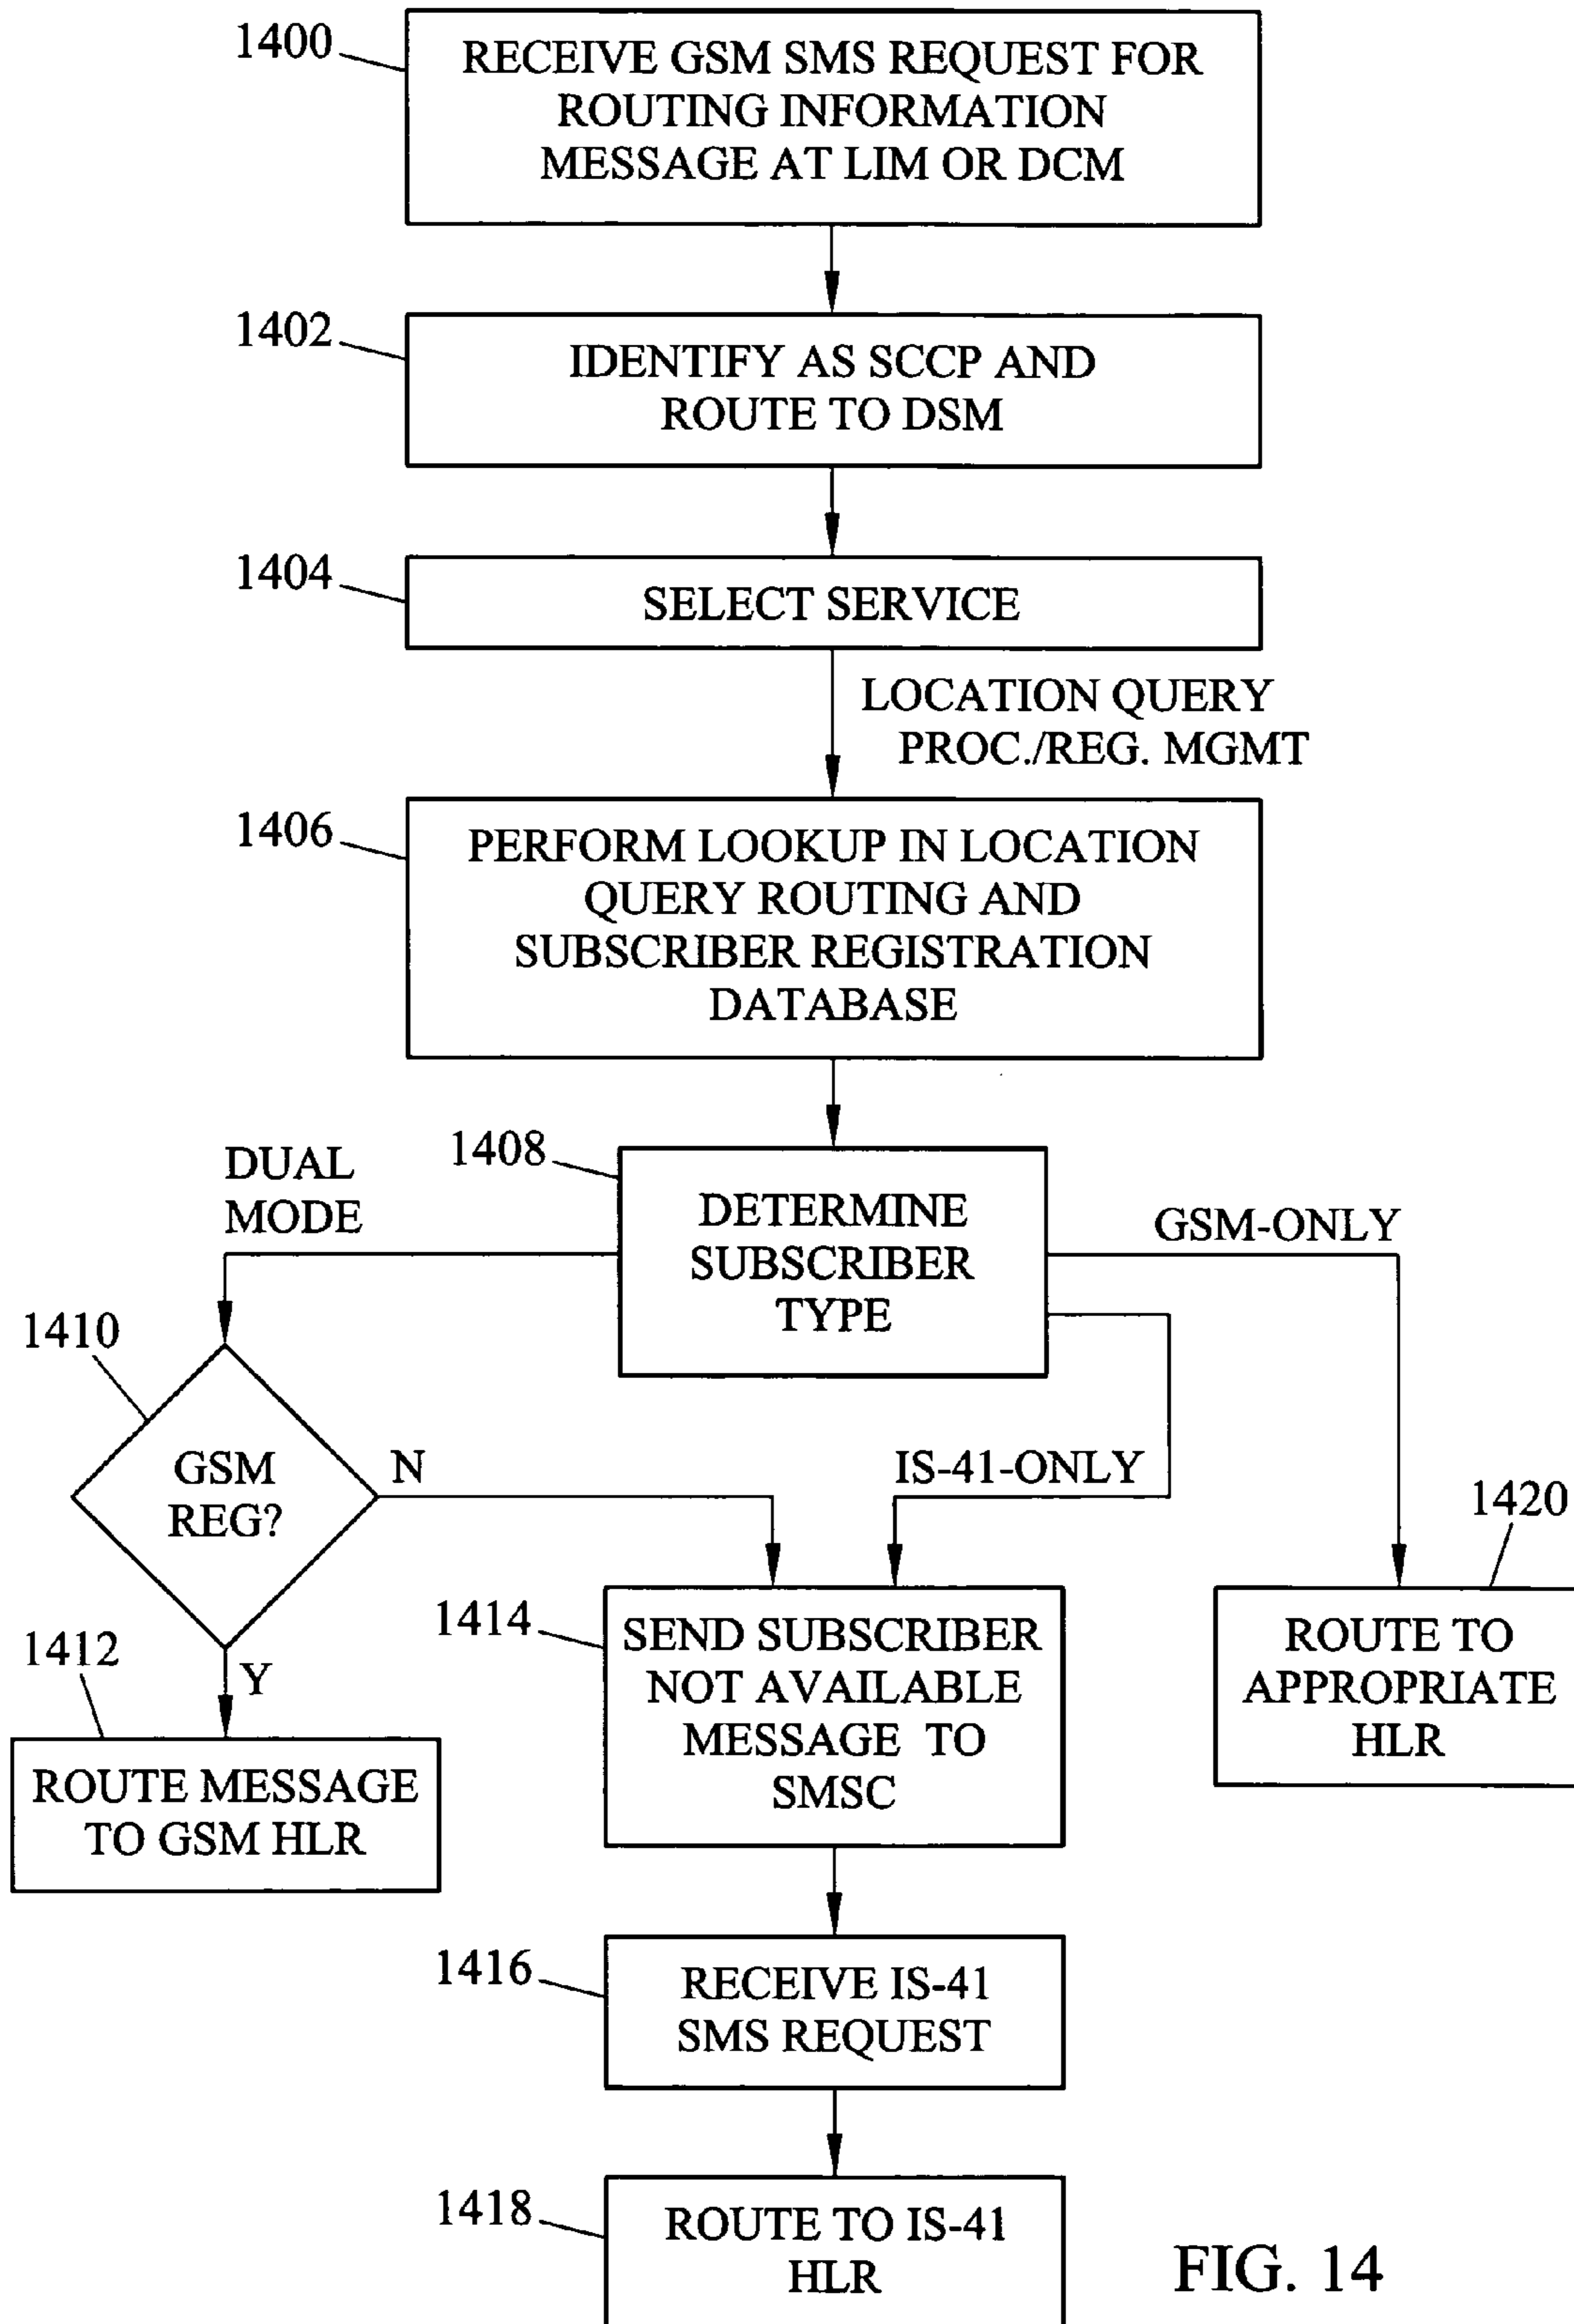 1400
RECEIVE GSM SMS REQUEST FOR
ROUTING INFORMATION
MESSAGE AT LIM OR DCM
1402
IDENTIFY AS SCCP AND
ROUTE TO DSM
1404
SELECT SERVICE
LOCATION QUERY
PROC./REG. MGMT
1406
PERFORM LOOKUP IN LOCATION
QUERY ROUTING AND
SUBSCRIBER REGISTRATION
DATABASE
1408
DETERMINE
SUBSCRIBER
TYPE
DUAL
MODE
GSM-ONLY
IS-41-ONLY
1410
GSM
REG?
N
Y
1412
ROUTE MESSAGE
TO GSM HLR
1414
SEND SUBSCRIBER
NOT AVAILABLE
MESSAGE TO
SMSC
1420
ROUTE TO
APPROPRIATE
HLR
1416
RECEIVE IS-41
SMS REQUEST
1418
ROUTE TO IS-41
HLR
FIG. 14